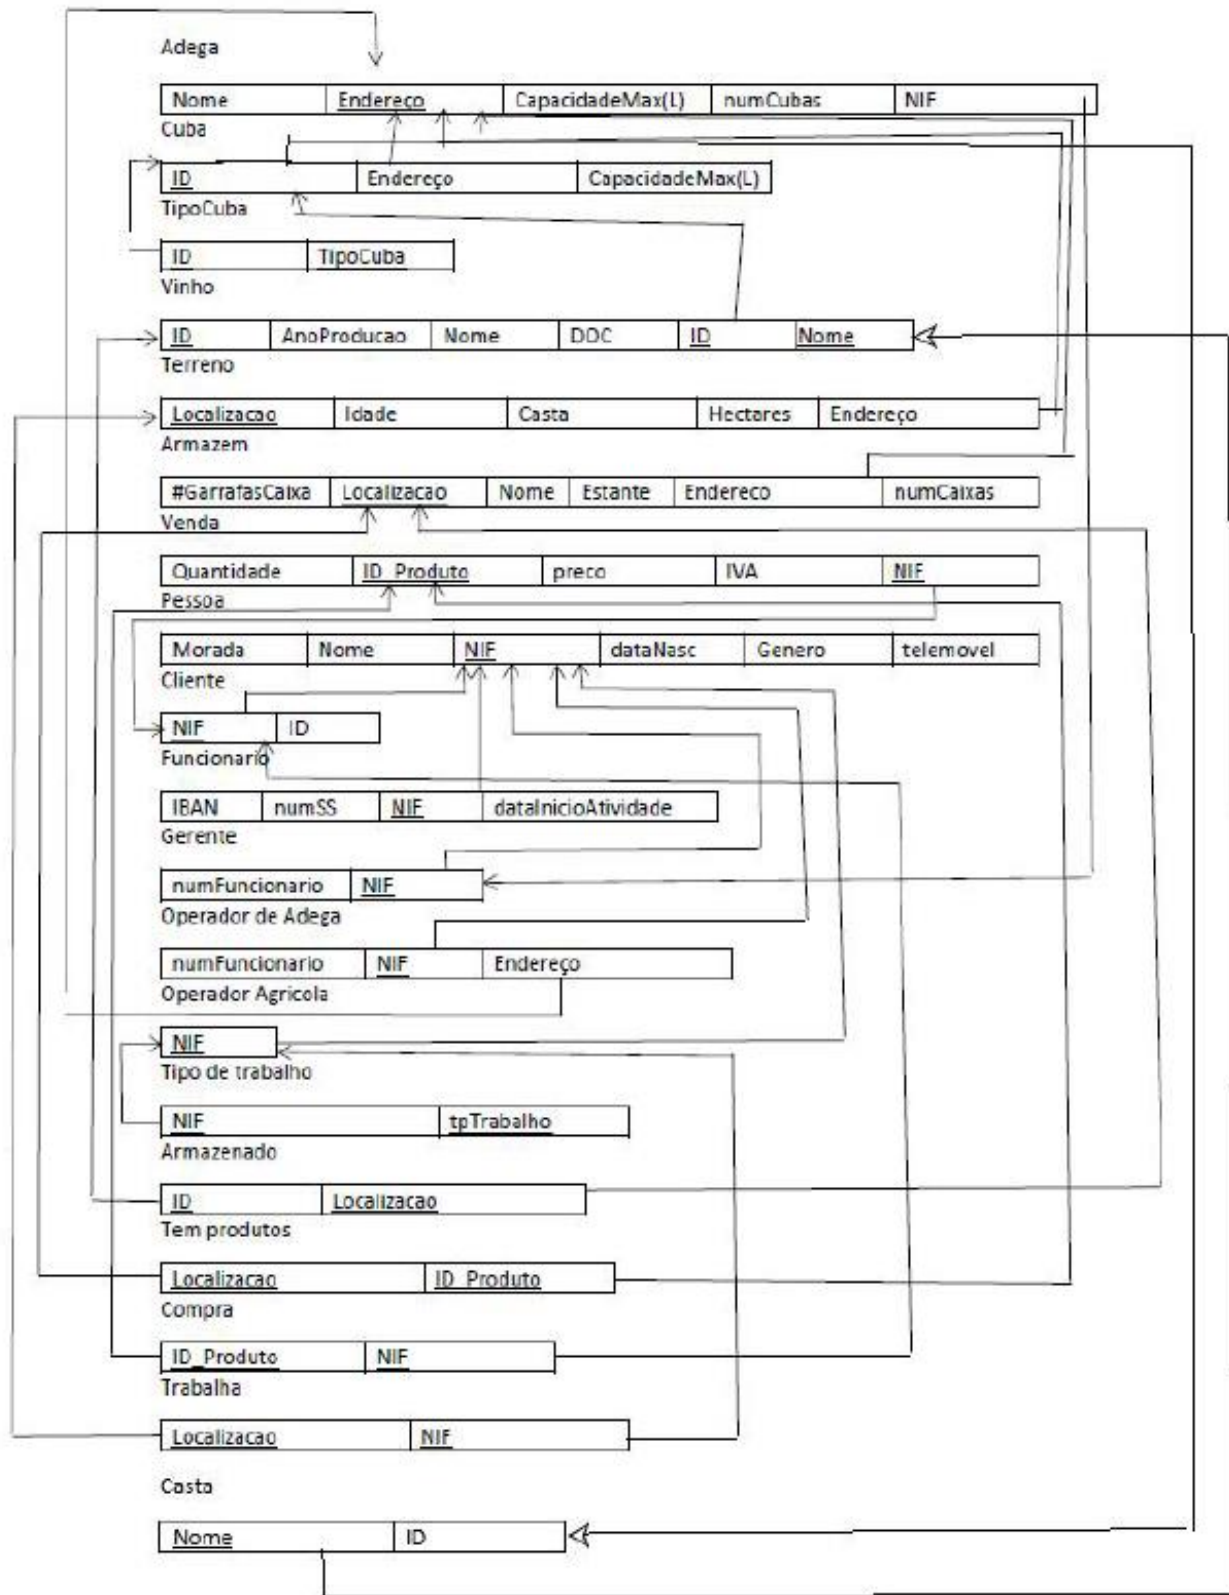 Adega
Nome Endereço CapacidadeMax(L) numCubas NIF
Cuba
ID Endereço CapacidadeMax(L)
TipoCuba
ID TipoCuba
Vinho
ID AnoProducao Nome DOC ID Nome
Terreno
Localizacao Idade Casta Hectares Endereço
Armazem
#GarrafasCaixa Localizacao Nome Estante Endereco numCaixas
Venda
Quantidade ID_Produto preco IVA NIF
Pessoa
Morada Nome NIF dataNasc Genero telemovel
Cliente
NIF ID
Funcionario
IBAN numSS NIF dataInicioAtividade
Gerente
numFuncionario NIF
Operador de Adega
numFuncionario NIF Endereço
Operador Agricola
NIF
Tipo de trabalho
NIF tpTrabalho
Armazenado
ID Localizacao
Tem produtos
Localizacao ID_Produto
Compra
ID_Produto NIF
Trabalha
Localizacao NIF
Casta
Nome ID